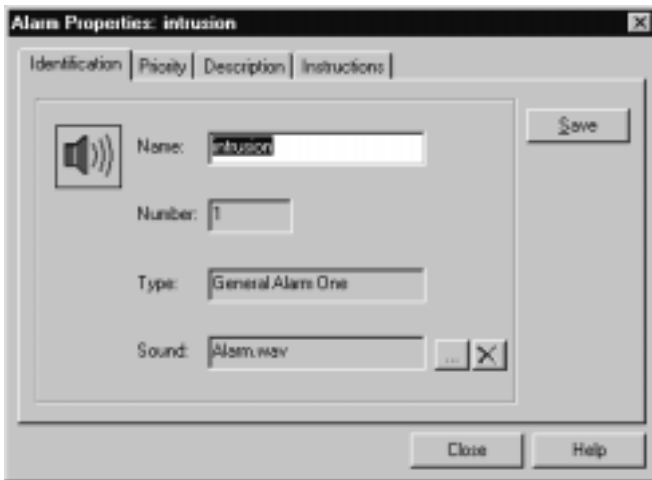 Alarm Properties: intrusion
Identification Priority Description Instructions
Name: intrusion
Save
Number: 1
Type: General Alarm One
Sound: Alarm.wav ...
Close Help